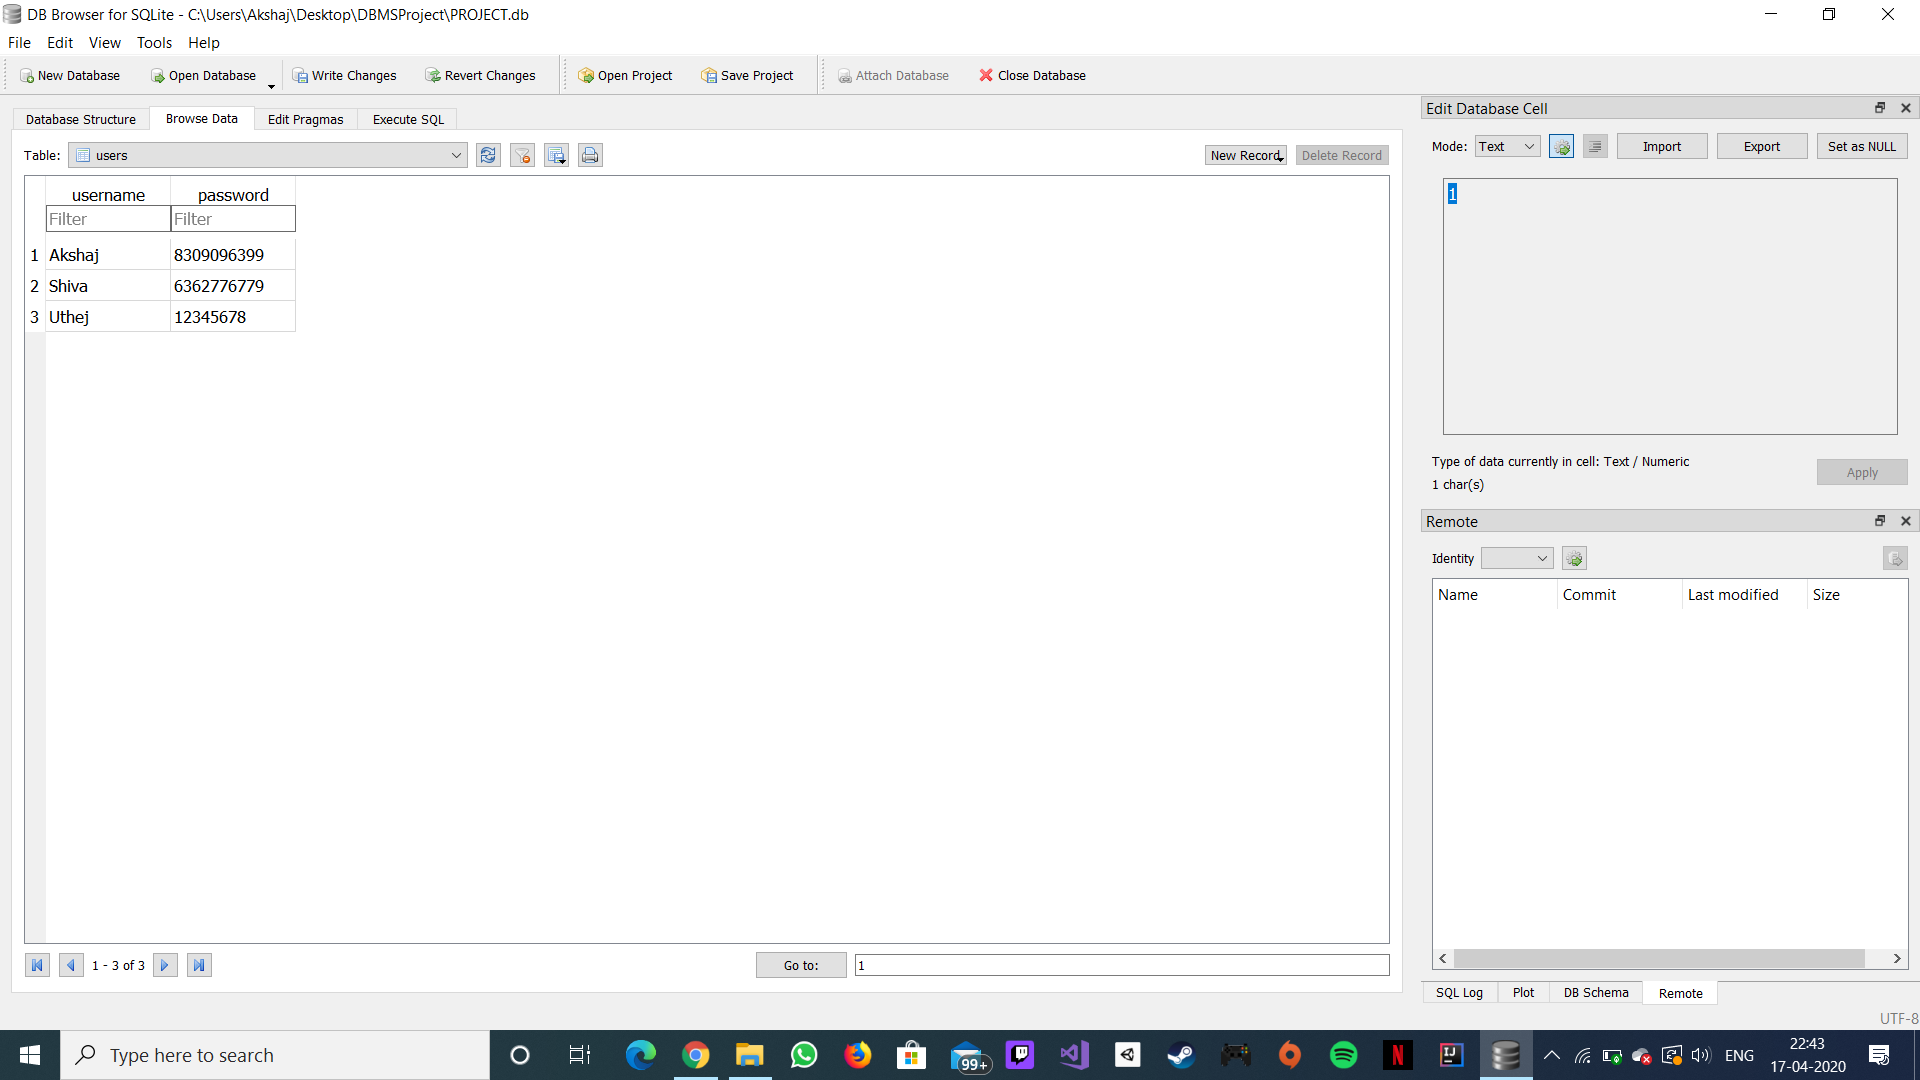 DB Browser for SQLite - C:\Users\Akshaj\Desktop\DBMSProject\PROJECT.db
File Edit View Tools Help
New Database Open Database Write Changes Revert Changes Open Project Save Project Attach Database Close Database
Database Structure Browse Data Edit Pragmas Execute SQL
Table: users New Record Delete Record
username password
Filter Filter
1 Akshaj 8309096399
2 Shiva 6362776779
3 Uthej 12345678
1 - 3 of 3 Go to: 1
Edit Database Cell
Mode: Text Import Export Set as NULL
1
Type of data currently in cell: Text / Numeric
1 char(s)
Apply
Remote
Identity
Name Commit Last modified Size
SQL Log Plot DB Schema Remote
UTF-8
Type here to search 99+ N IJ ENG 22:43
17-04-2020